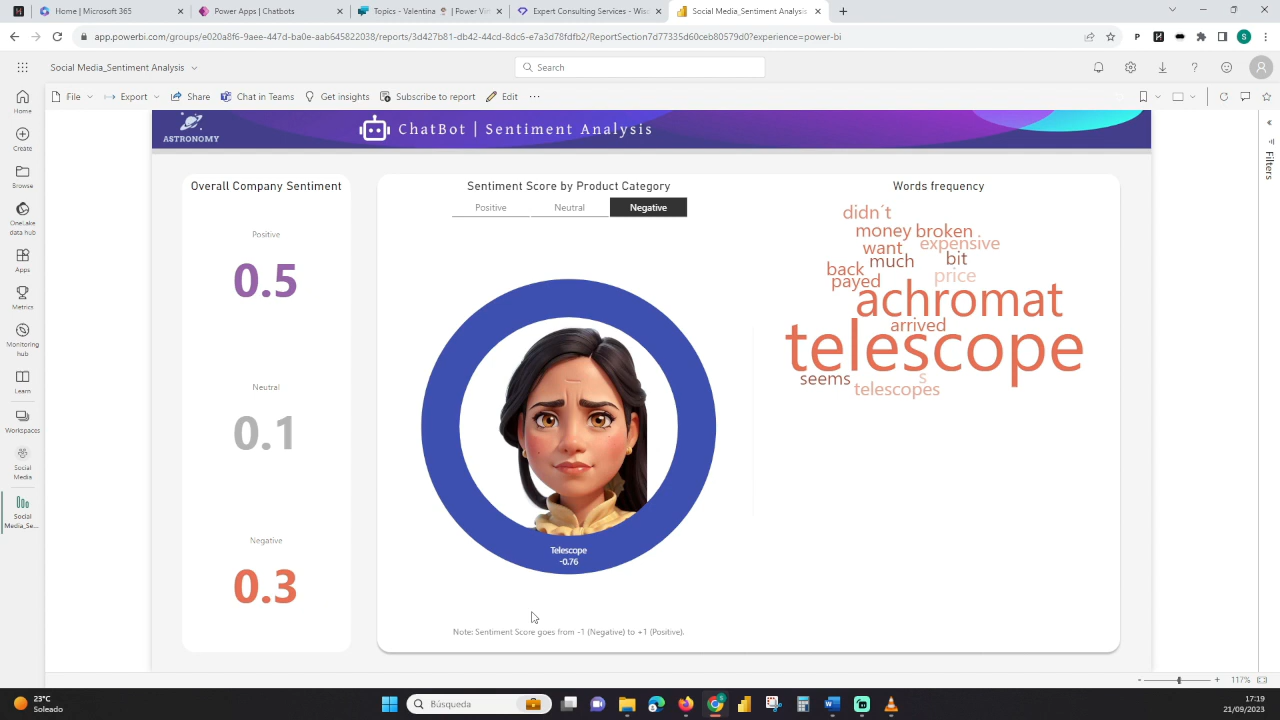 Home | Microsoft 365
Power Apps | Chatbots
Topics - Valentina | Power Vir
Expert Consulting Services - Wisc
Social Media_Sentiment Analysis
app.powerbi.com/groups/e020a8f6-9aee-447d-ba0e-aab645822038/reports/3d427b81-db42-44cd-8dc6-e7a3d78fdfb2/ReportSection7d77335d60ceb80579d0?experience=power-bi
Social Media_Sentiment Analysis
Search
File
Export
Share
Chat in Teams
Get insights
Subscribe to report
Edit
Home
Create
Browse
OneLake
data hub
Apps
Metrics
Monitoring
hub
Learn
Workspaces
Social
Media
Social
Media_Se...
ASTRONOMY
ChatBot | Sentiment Analysis
Overall Company Sentiment
Positive
0.5
Neutral
0.1
Negative
0.3
Sentiment Score by Product Category
Positive
Neutral
Negative
Telescope
-0.76
Note: Sentiment Score goes from -1 (Negative) to +1 (Positive).
Words frequency
didn´t
money broken .
want expensive
much bit
back
payed price
achromat
arrived
telescope
seems s
telescopes
Filters
117%
23°C
Soleado
Búsqueda
17:19
21/09/2023